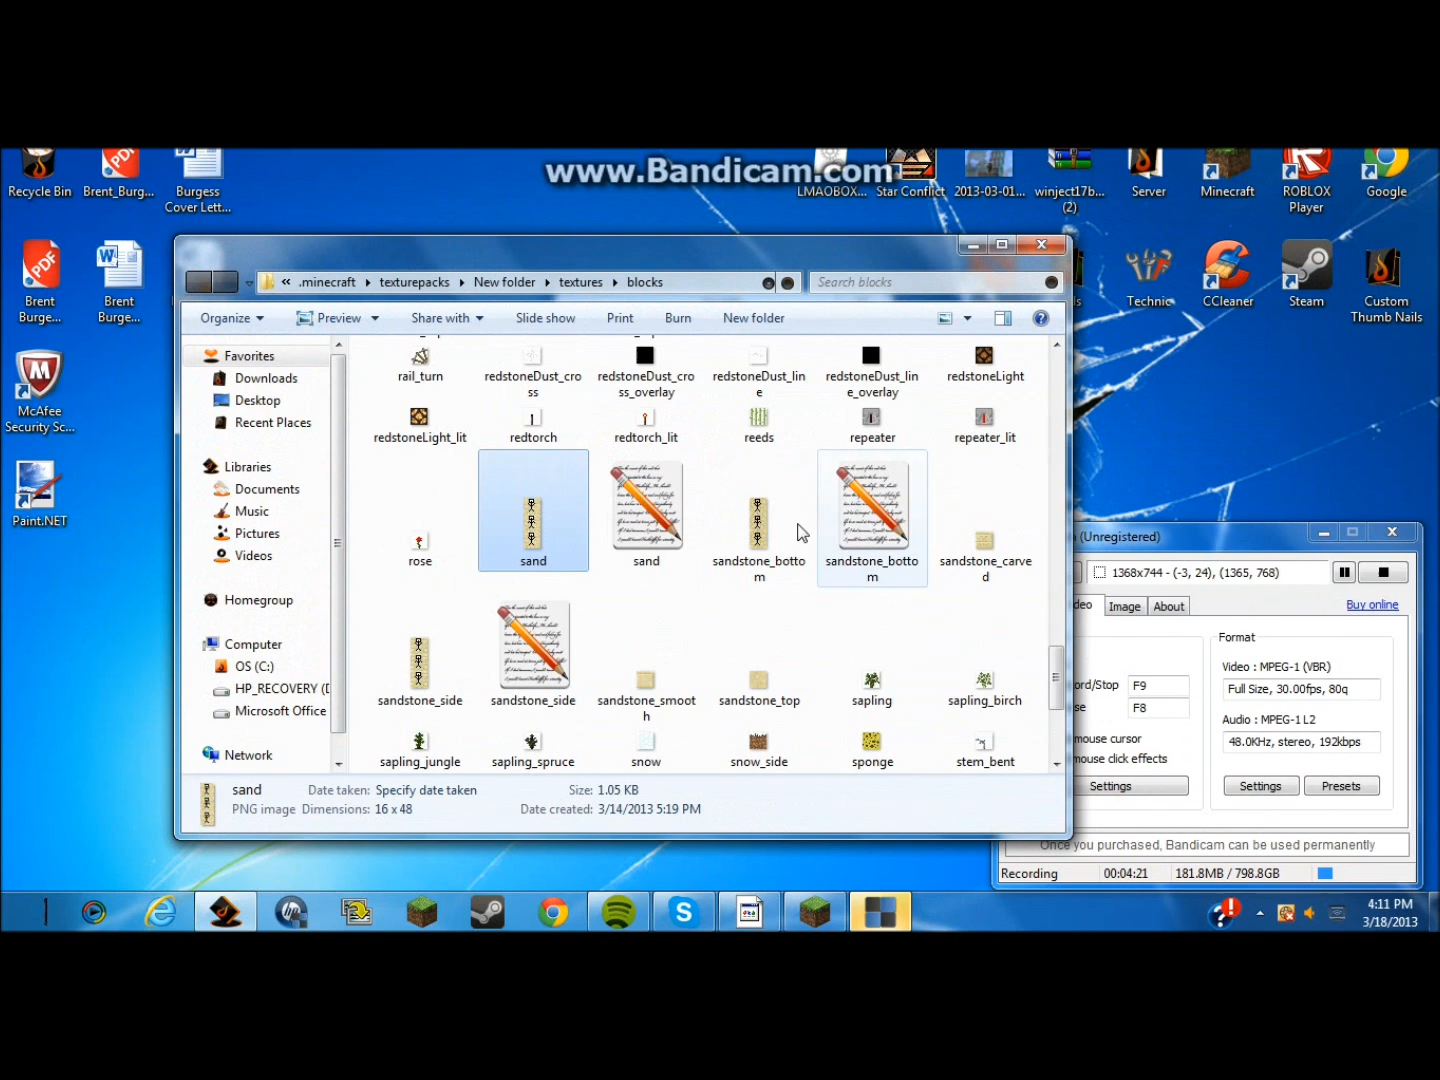 www.Bandicam.com
Recycle Bin
Brent_Burg...
Burgess
Cover Lett...
LMAOBOX...
Star Conflict
2013-03-01...
winject17b...
(2)
Server
Minecraft
ROBLOX
Player
Google
Brent
Burge...
Brent
Burge...
Technic
CCleaner
Steam
Custom
Thumb Nails
McAfee
Security Sc...
Paint.NET
« .minecraft ▸ texturepacks ▸ New folder ▸ textures ▸ blocks
Search blocks
Organize Preview Share with Slide show Print Burn New folder
Favorites
Downloads
Desktop
Recent Places
Libraries
Documents
Music
Pictures
Videos
Homegroup
Computer
OS (C:)
HP_RECOVERY (D
Microsoft Office
Network
rail_turn
redstoneDust_cro
ss
redstoneDust_cro
ss_overlay
redstoneDust_lin
e
redstoneDust_lin
e_overlay
redstoneLight
redstoneLight_lit
redtorch
redtorch_lit
reeds
repeater
repeater_lit
rose
sand
sand
sandstone_botto
m
sandstone_botto
m
sandstone_carve
d
sandstone_side
sandstone_side
sandstone_smoot
h
sandstone_top
sapling
sapling_birch
sapling_jungle
sapling_spruce
snow
snow_side
sponge
stem_bent
sand Date taken: Specify date taken Size: 1.05 KB
PNG image Dimensions: 16 x 48 Date created: 3/14/2013 5:19 PM
(Unregistered)
1368x744 - (-3, 24), (1365, 768)
deo Image About Buy online
Format
Video : MPEG-1 (VBR)
Full Size, 30.00fps, 80q
ord/Stop F9
se F8
Audio : MPEG-1 L2
48.0KHz, stereo, 192kbps
mouse cursor
mouse click effects
Settings Settings Presets
Once you purchased, Bandicam can be used permanently
Recording 00:04:21 181.8MB / 798.8GB
4:11 PM
3/18/2013